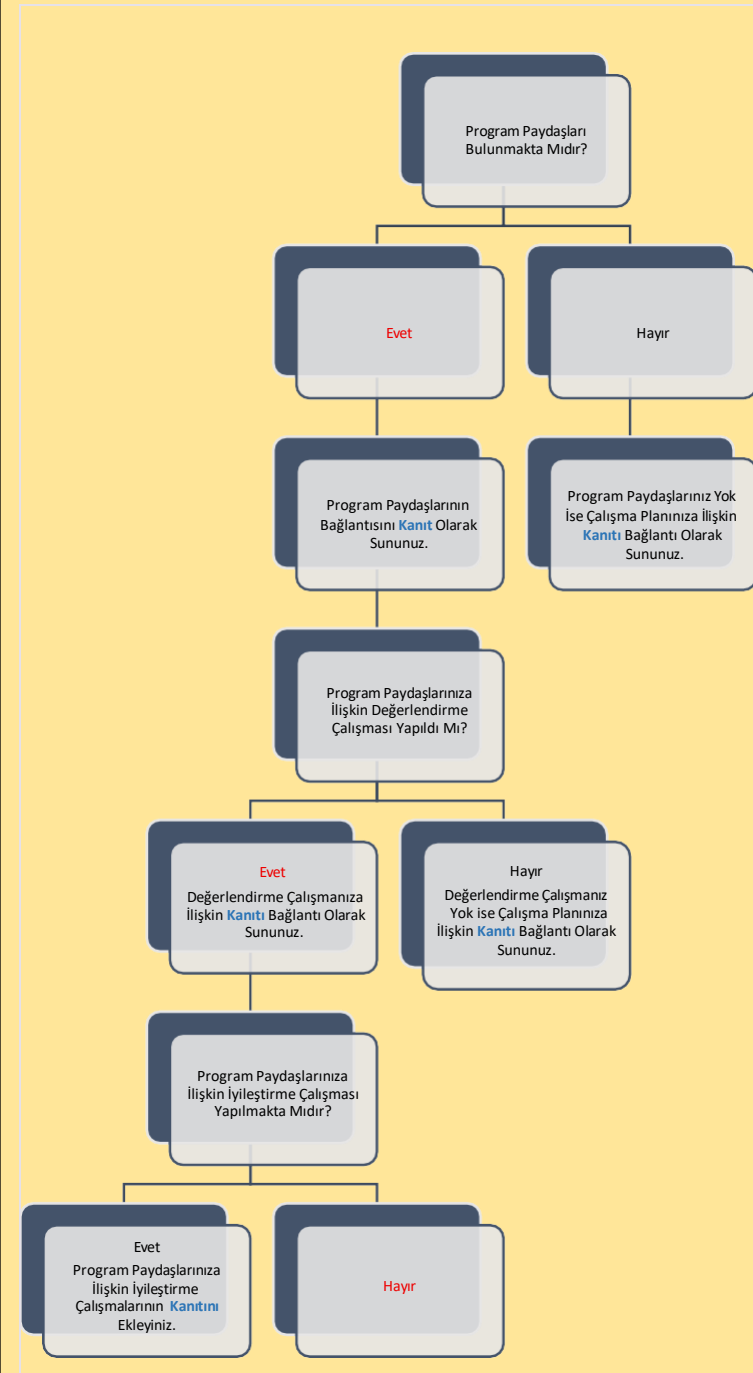 Program Paydaşları
Bulunmakta Mıdır?
Evet
Hayır
Program Paydaşlarının
Bağlantısını Kanıt Olarak
Sununuz.
Program Paydaşlarınız Yok
İse Çalışma Planınıza İlişkin
Kanıtı Bağlantı Olarak
Sununuz.
Program Paydaşlarınıza
İlişkin Değerlendirme
Çalışması Yapıldı Mı?
Evet
Değerlendirme Çalışmanıza
İlişkin Kanıtı Bağlantı Olarak
Sununuz.
Hayır
Değerlendirme Çalışmanız
Yok ise Çalışma Planınıza
İlişkin Kanıtı Bağlantı Olarak
Sununuz.
Program Paydaşlarınıza
İlişkin İyileştirme Çalışması
Yapılmakta Mıdır?
Evet
Program Paydaşlarınıza
İlişkin İyileştirme
Çalışmalarının Kanıtını
Ekleyiniz.
Hayır